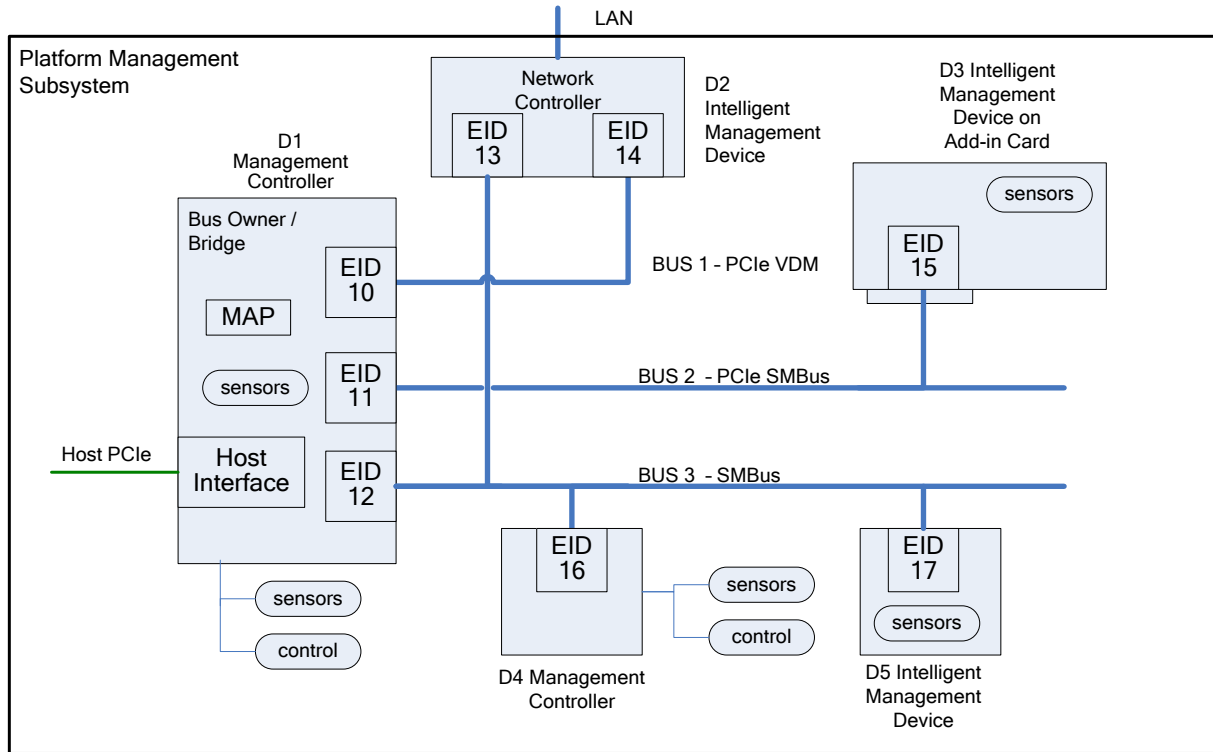 LAN
Platform Management
Subsystem
Network
Controller
EID
13
EID
14
D2
Intelligent
Management
Device
D3 Intelligent
Management
Device on
Add-in Card
sensors
EID
15
D1
Management
Controller
Bus Owner /
Bridge
EID
10
MAP
BUS 1 - PCIe VDM
sensors
EID
11
BUS 2 - PCIe SMBus
Host PCIe
Host
Interface
EID
12
BUS 3 - SMBus
sensors
control
EID
16
sensors
control
D4 Management
Controller
EID
17
sensors
D5 Intelligent
Management
Device